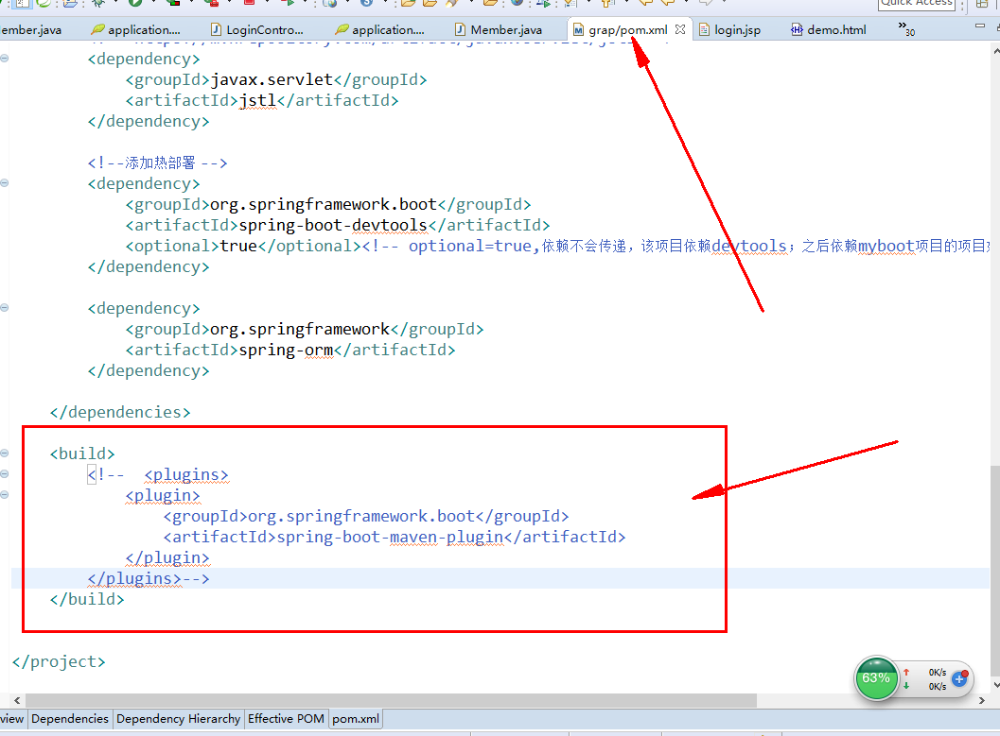 Quick Access
ember.java
application....
LoginContro...
application....
Member.java
grap/pom.xml
login.jsp
demo.html
»30
<dependency>
<groupId>javax.servlet</groupId>
<artifactId>jstl</artifactId>
</dependency>
<!--添加热部署 -->
<dependency>
<groupId>org.springframework.boot</groupId>
<artifactId>spring-boot-devtools</artifactId>
<optional>true</optional><!-- optional=true,依赖不会传递，该项目依赖devtools；之后依赖myboot项目的项目
</dependency>
<dependency>
<groupId>org.springframework</groupId>
<artifactId>spring-orm</artifactId>
</dependency>
</dependencies>
<build>
<!--  <plugins>
<plugin>
<groupId>org.springframework.boot</groupId>
<artifactId>spring-boot-maven-plugin</artifactId>
</plugin>
</plugins>-->
</build>
</project>
63%
0K/s
0K/s
view
Dependencies
Dependency Hierarchy
Effective POM
pom.xml